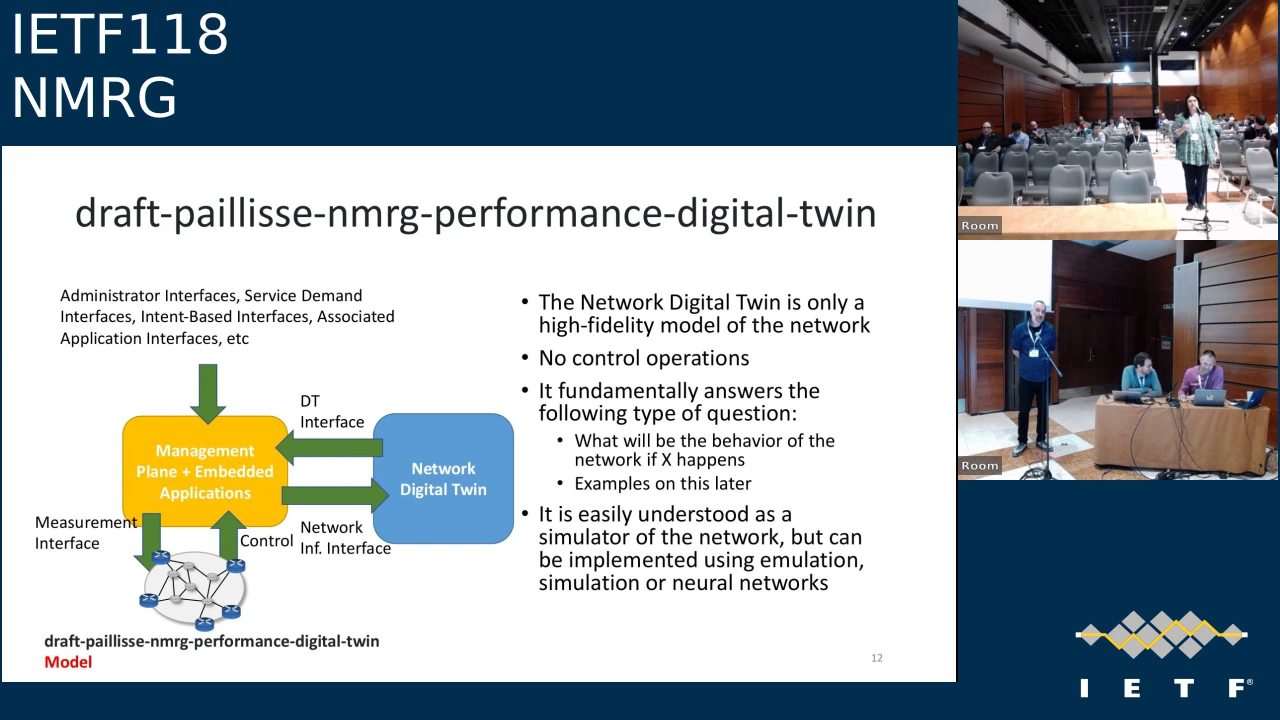 IETF118
NMRG
draft-paillisse-nmrg-performance-digital-twin
Administrator Interfaces, Service Demand
Interfaces, Intent-Based Interfaces, Associated
Application Interfaces, etc
DT
Interface
Management
Plane + Embedded
Applications
Network
Digital Twin
Measurement
Interface
Control
Network
Inf. Interface
draft-paillisse-nmrg-performance-digital-twin
Model
• The Network Digital Twin is only a
high-fidelity model of the network
• No control operations
• It fundamentally answers the
following type of question:
• What will be the behavior of the
network if X happens
• Examples on this later
• It is easily understood as a
simulator of the network, but can
be implemented using emulation,
simulation or neural networks
12
Room
Room
I E T F®